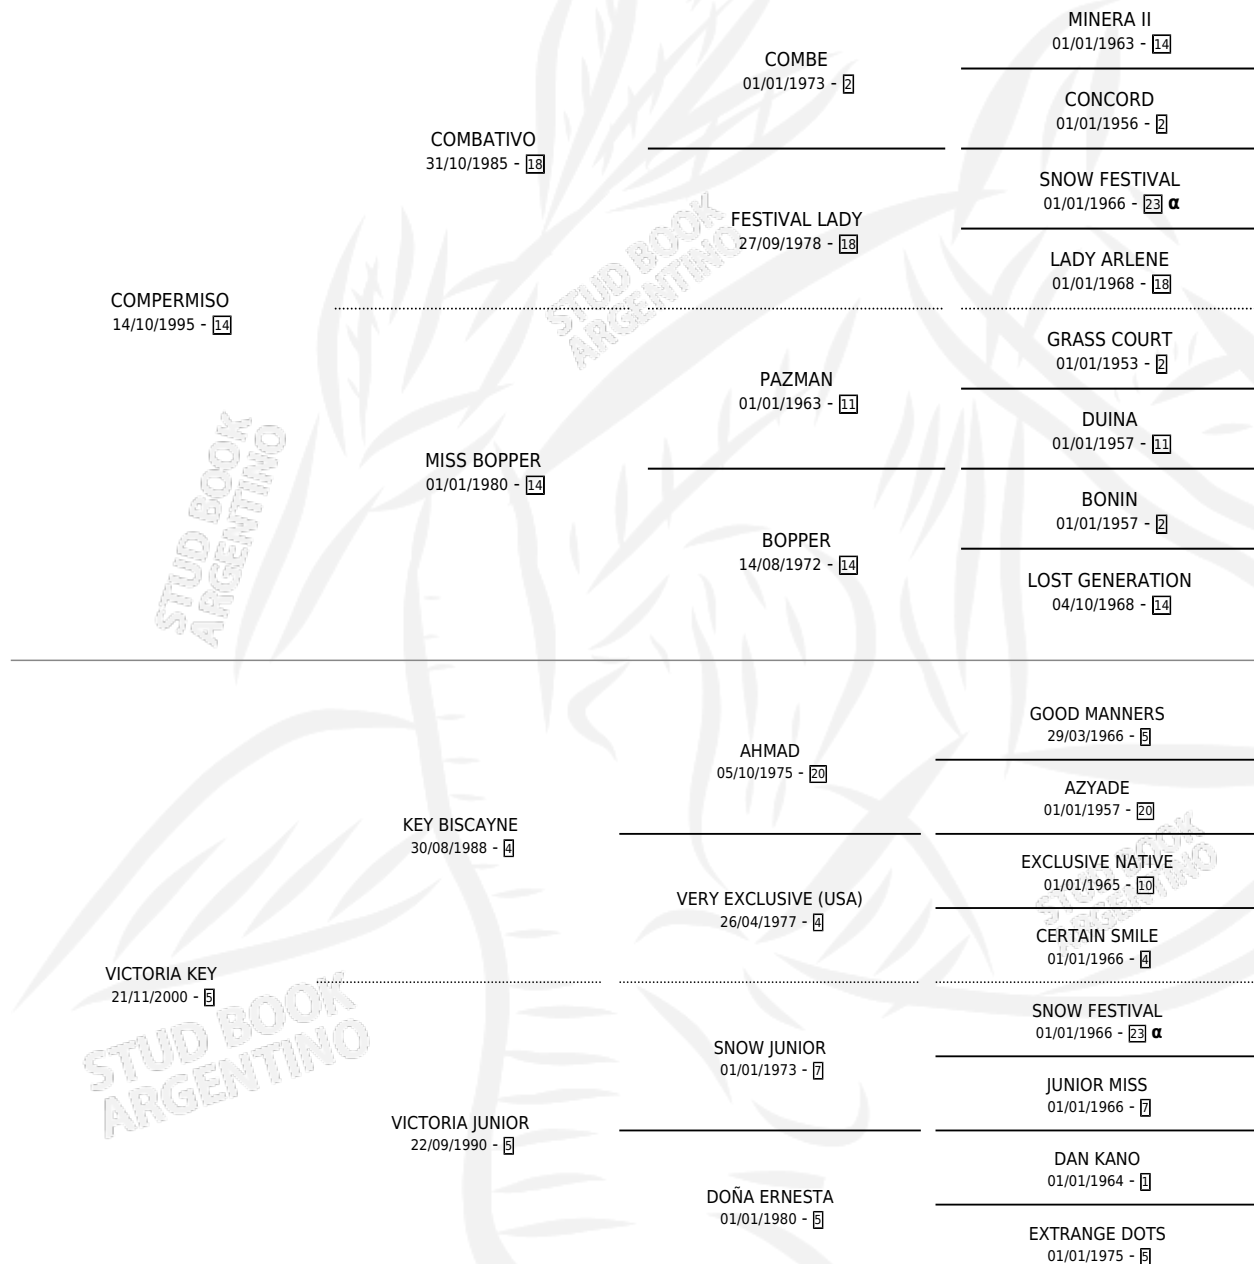 MINERA II
01/01/1963 - 14
COMBE
01/01/1973 - 2
CONCORD
01/01/1956 - 2
COMBATIVO
31/10/1985 - 18
SNOW FESTIVAL
01/01/1966 - 23 α
FESTIVAL LADY
27/09/1978 - 18
LADY ARLENE
01/01/1968 - 18
COMPERMISO
14/10/1995 - 14
GRASS COURT
01/01/1953 - 2
PAZMAN
01/01/1963 - 11
DUINA
01/01/1957 - 11
MISS BOPPER
01/01/1980 - 14
BONIN
01/01/1957 - 2
BOPPER
14/08/1972 - 14
LOST GENERATION
04/10/1968 - 14
GOOD MANNERS
29/03/1966 - 5
AHMAD
05/10/1975 - 20
AZYADE
01/01/1957 - 20
KEY BISCAYNE
30/08/1988 - 4
EXCLUSIVE NATIVE
01/01/1965 - 10
VERY EXCLUSIVE (USA)
26/04/1977 - 4
CERTAIN SMILE
01/01/1966 - 4
VICTORIA KEY
21/11/2000 - 5
SNOW FESTIVAL
01/01/1966 - 23 α
SNOW JUNIOR
01/01/1973 - 7
JUNIOR MISS
01/01/1966 - 7
VICTORIA JUNIOR
22/09/1990 - 5
DAN KANO
01/01/1964 - 1
DOÑA ERNESTA
01/01/1980 - 5
EXTRANGE DOTS
01/01/1975 - 5
STUD BOOK
ARGENTINO
STUD BOOK
ARGENTINO
STUD BOOK
ARGENTINO
STUD BOOK
ARGENTINO